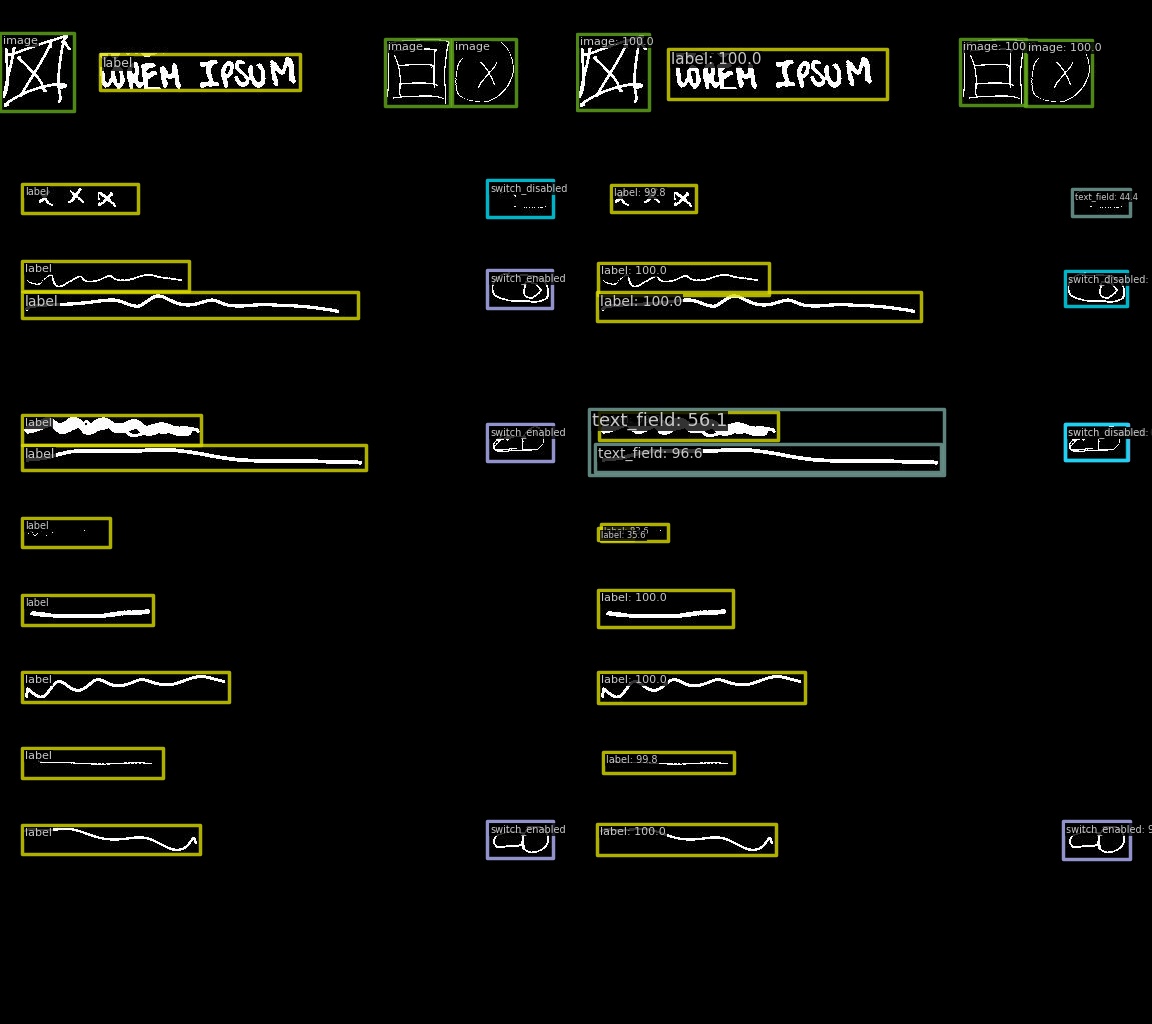 image label image image image: 100.0 label: 100.0 image: 100 image: 100.0
WREM IPSUM WREM IPSUM
label switch_disabled label: 99.8 text_field: 44.4
label switch_enabled label: 100.0 switch_disabled:
label label: 100.0
label switch_enabled text_field: 56.1 switch_disabled:
label text_field: 96.6
label label: 35.6
label label: 100.0
label label: 100.0
label label: 99.8
label switch_enabled label: 100.0 switch_enabled: 9